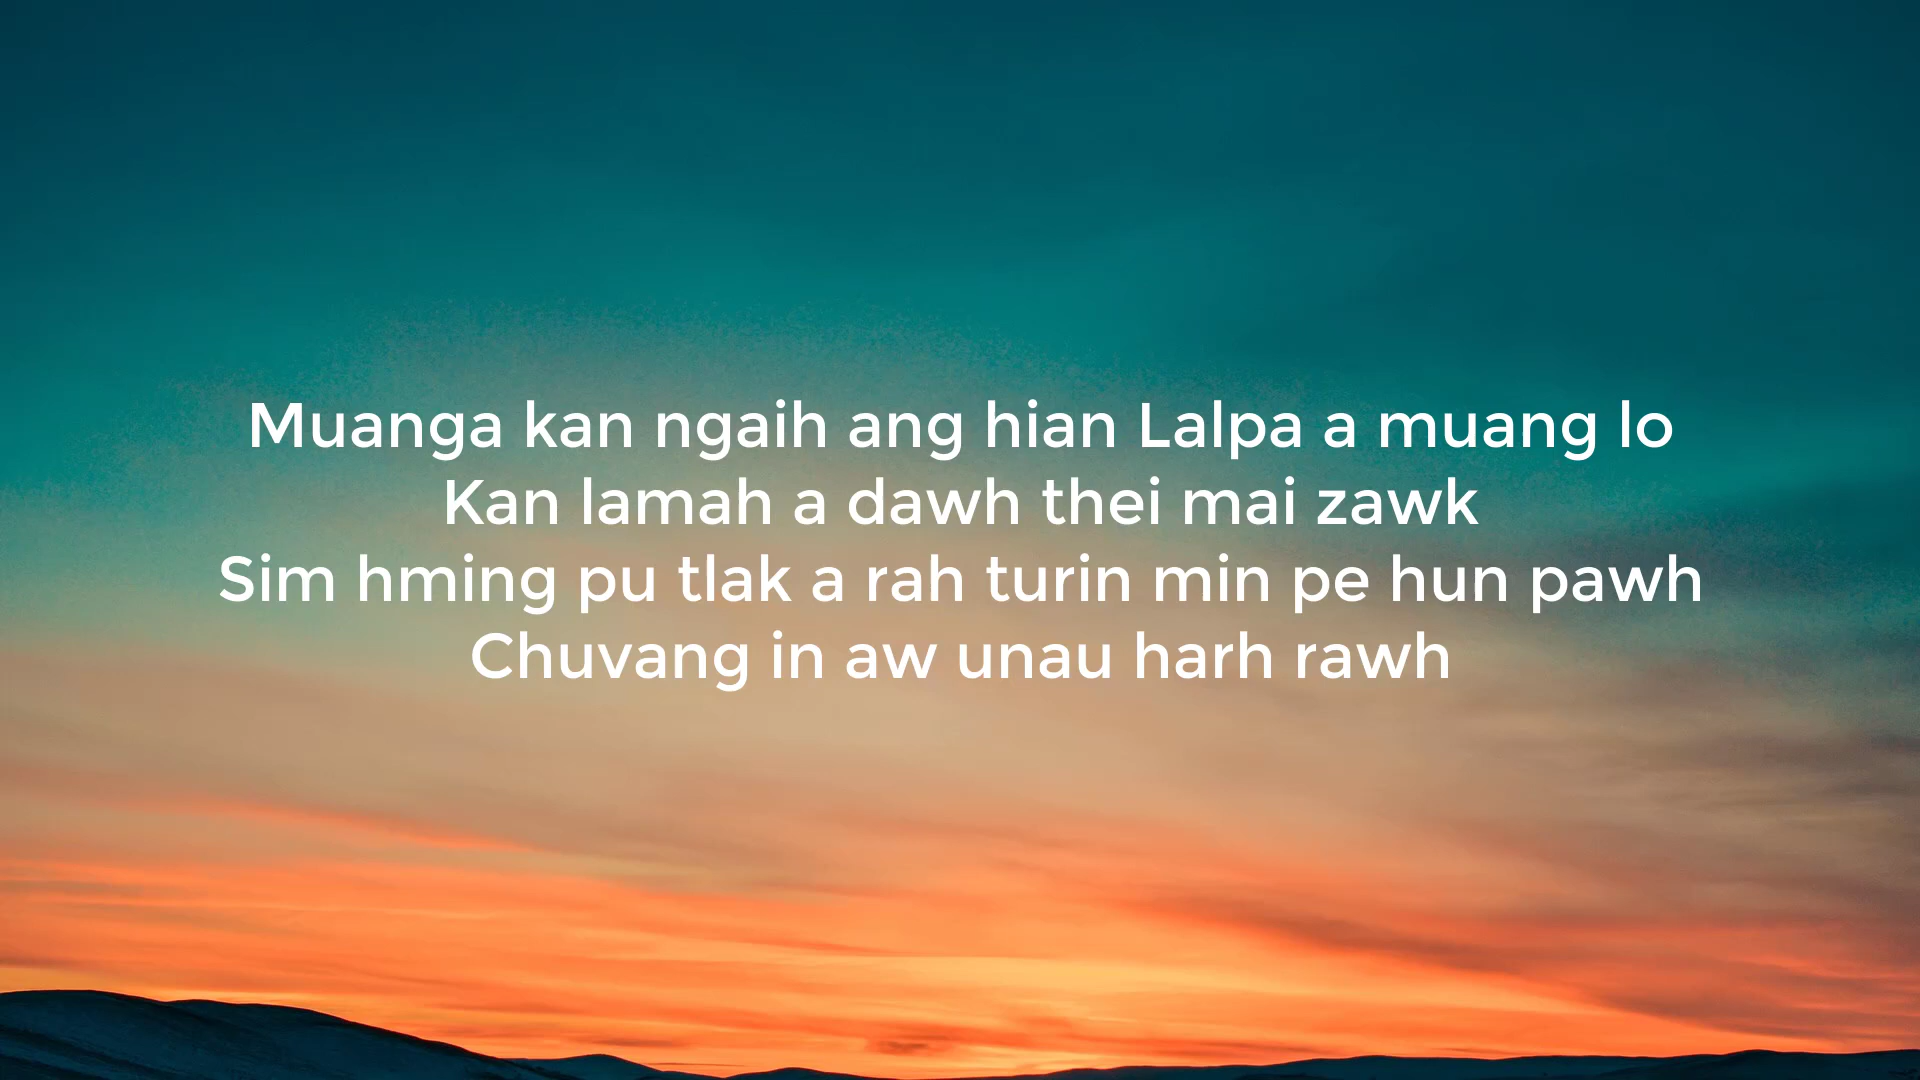 Muanga kan ngaih ang hian Lalpa a muang lo
Kan lamah a dawh thei mai zawk
Sim hming pu tlak a rah turin min pe hun pawh
Chuvang in aw unau harh rawh